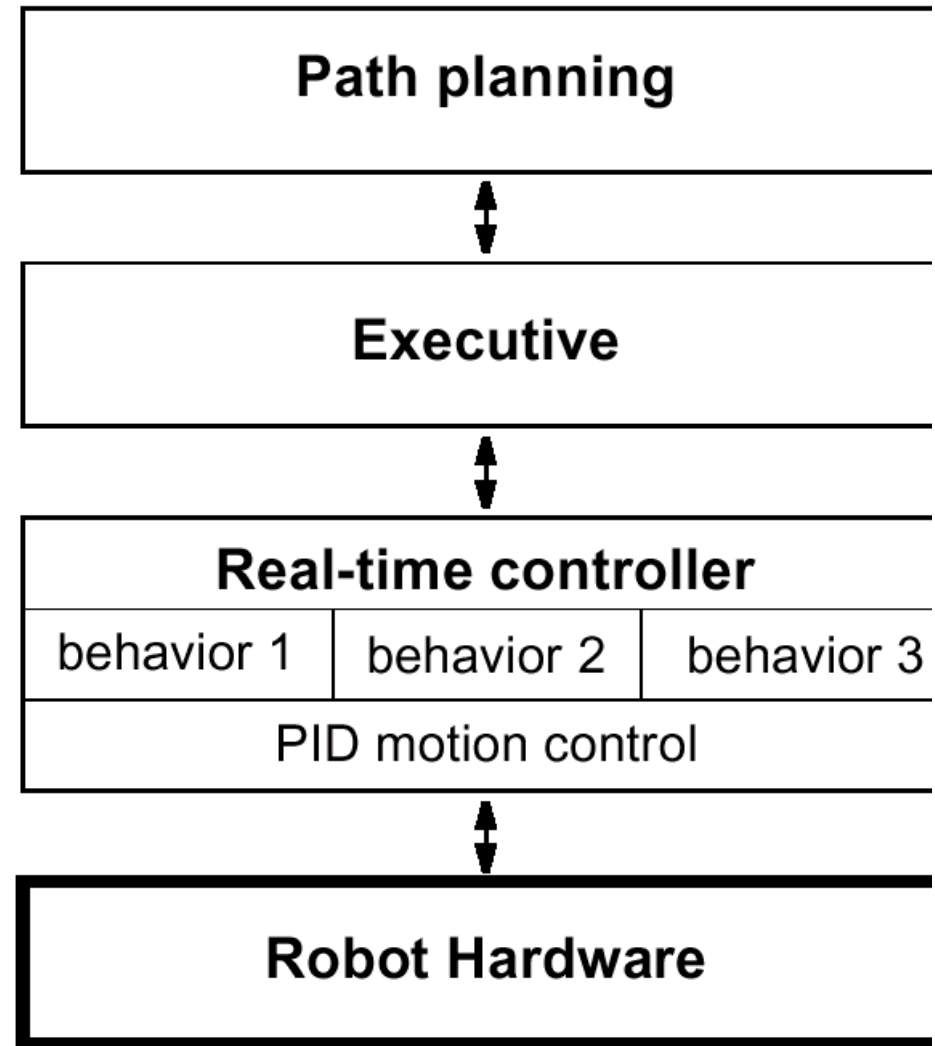 Path planning
Executive
Real-time controller
behavior 1 behavior 2 behavior 3
PID motion control
Robot Hardware